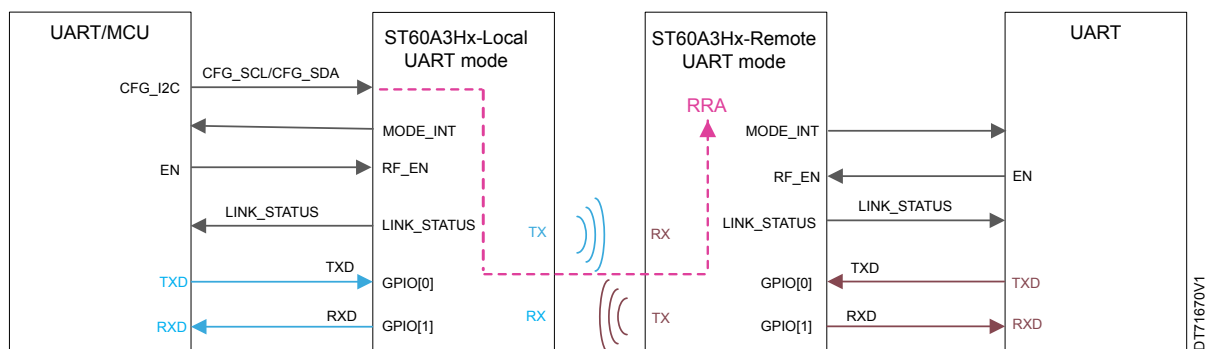 UART/MCU
CFG_I2C
CFG_SCL/CFG_SDA
EN
LINK_STATUS
TXD
TXD
RXD
RXD
ST60A3Hx-Local
UART mode
MODE_INT
RF_EN
LINK_STATUS
TX
GPIO[0]
RX
GPIO[1]
ST60A3Hx-Remote
UART mode
RRA
MODE_INT
RF_EN
RX
LINK_STATUS
GPIO[0]
TX
GPIO[1]
UART
EN
LINK_STATUS
TXD
TXD
RXD
RXD
DT71670V1